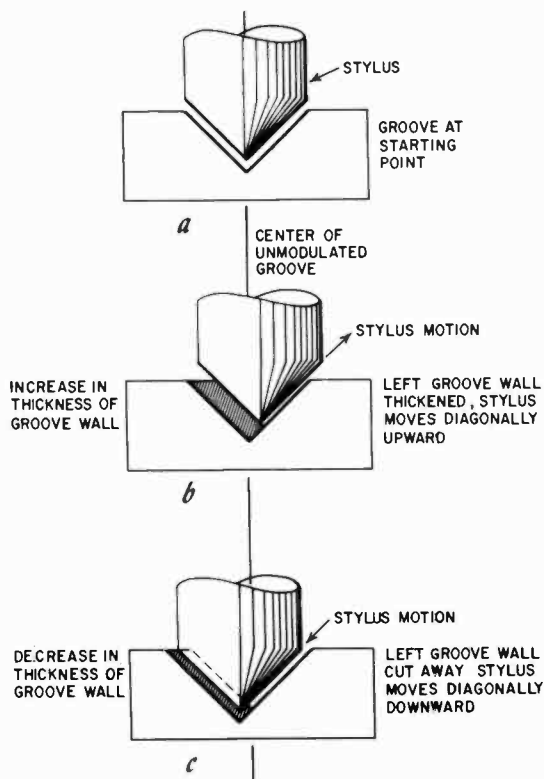 STYLUS
GROOVE AT
STARTING
POINT
a
CENTER OF
UNMODULATED
GROOVE
STYLUS MOTION
INCREASE IN
THICKNESS OF
GROOVE WALL
LEFT GROOVE WALL
THICKENED, STYLUS
MOVES DIAGONALLY
UPWARD
b
STYLUS MOTION
DECREASE IN
THICKNESS OF
GROOVE WALL
LEFT GROOVE WALL
CUT AWAY STYLUS
MOVES DIAGONALLY
DOWNWARD
c